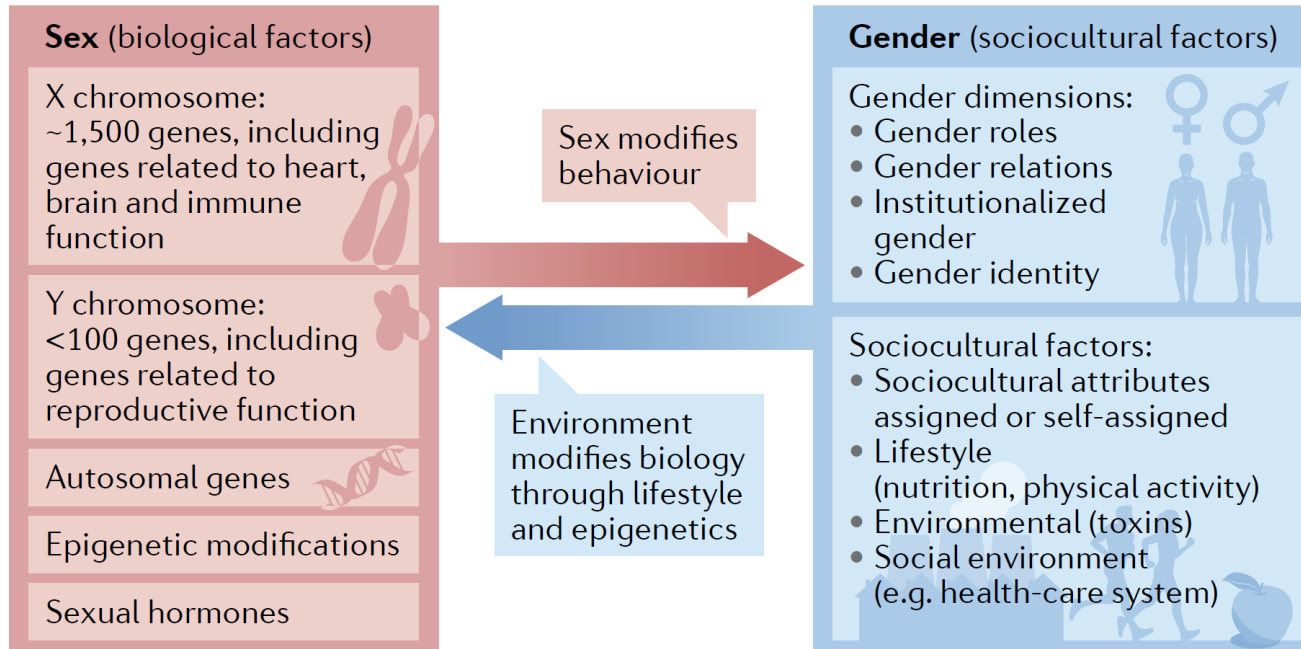 Sex (biological factors)
X chromosome:
~1,500 genes, including
genes related to heart,
brain and immune
function
Y chromosome:
<100 genes, including
genes related to
reproductive function
Autosomal genes
Epigenetic modifications
Sexual hormones
Sex modifies
behaviour
Environment
modifies biology
through lifestyle
and epigenetics
Gender (sociocultural factors)
Gender dimensions:
• Gender roles
• Gender relations
• Institutionalized
gender
• Gender identity
Sociocultural factors:
• Sociocultural attributes
assigned or self-assigned
• Lifestyle
(nutrition, physical activity)
• Environmental (toxins)
• Social environment
(e.g. health-care system)